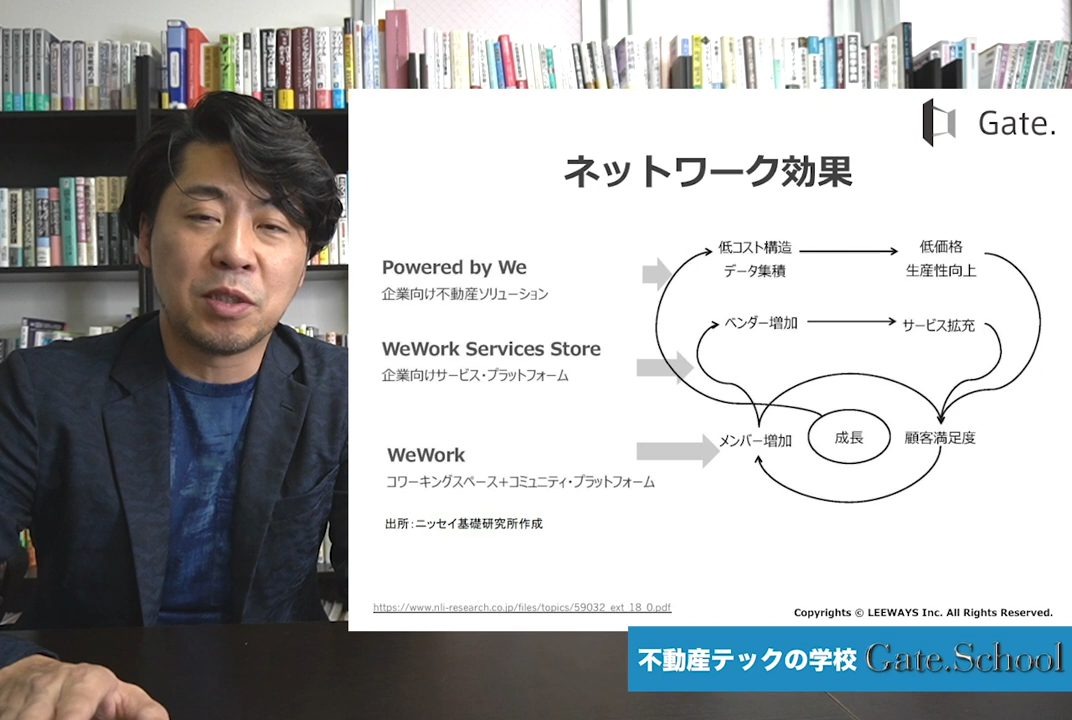 Gate.
ネットワーク効果
Powered by We
企業向け不動産ソリューション
WeWork Services Store
企業向けサービス・プラットフォーム
WeWork
コワーキングスペース+コミュニティ・プラットフォーム
出所：ニッセイ基礎研究所作成
低コスト構造
データ集積
低価格
生産性向上
ベンダー増加
サービス拡充
メンバー増加
成長
顧客満足度
https://www.nli-research.co.jp/files/topics/59032_ext_18_0.pdf
Copyrights © LEEWAYS Inc. All Rights Reserved.
不動産テックの学校 Gate.School